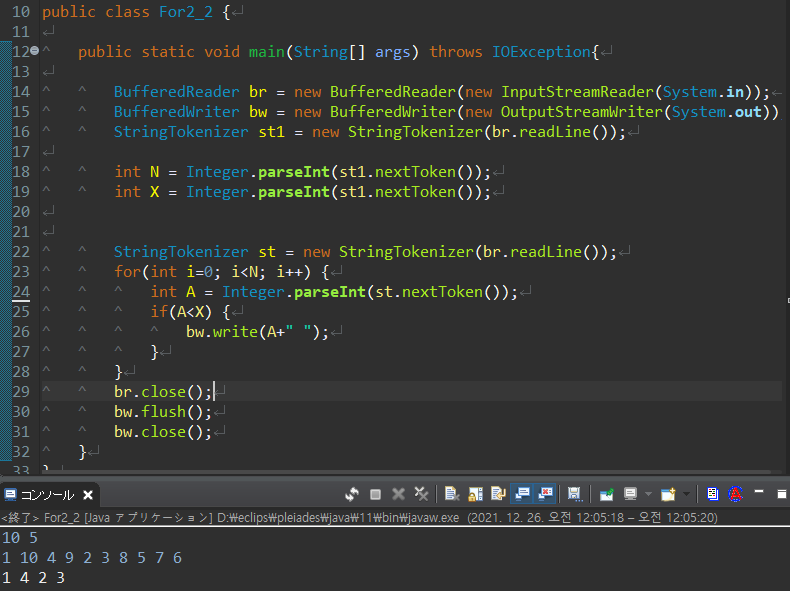 10 public class For2_2 {
11
12 public static void main(String[] args) throws IOException{
13
14 BufferedReader br = new BufferedReader(new InputStreamReader(System.in));
15 BufferedWriter bw = new BufferedWriter(new OutputStreamWriter(System.out))
16 StringTokenizer st1 = new StringTokenizer(br.readLine());
17
18 int N = Integer.parseInt(st1.nextToken());
19 int X = Integer.parseInt(st1.nextToken());
20
21
22 StringTokenizer st = new StringTokenizer(br.readLine());
23 for(int i=0; i<N; i++) {
24 int A = Integer.parseInt(st.nextToken());
25 if(A<X) {
26 bw.write(A+" ");
27 }
28 }
29 br.close();
30 bw.flush();
31 bw.close();
32 }
33 }
コンソール
<終了> For2_2 [Java アプリケーション] D:₩eclips₩pleiades₩java₩11₩bin₩javaw.exe (2021. 12. 26. 오전 12:05:18 – 오전 12:05:20)
10 5
1 10 4 9 2 3 8 5 7 6
1 4 2 3